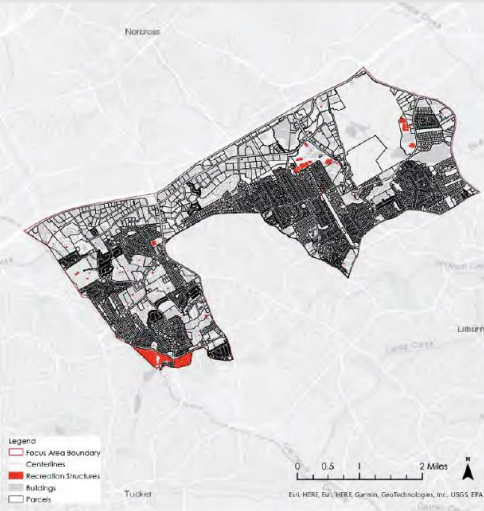 Norcross
Lilburn
Tucker
Legend
Focus Area Boundary
Centerlines
Recreation Structures
Buildings
Parcels
0 0.5 1 2 Miles
N
Esri, HERE, Esri, HERE, Garmin, GeoTechnologies, Inc., USGS, EPA